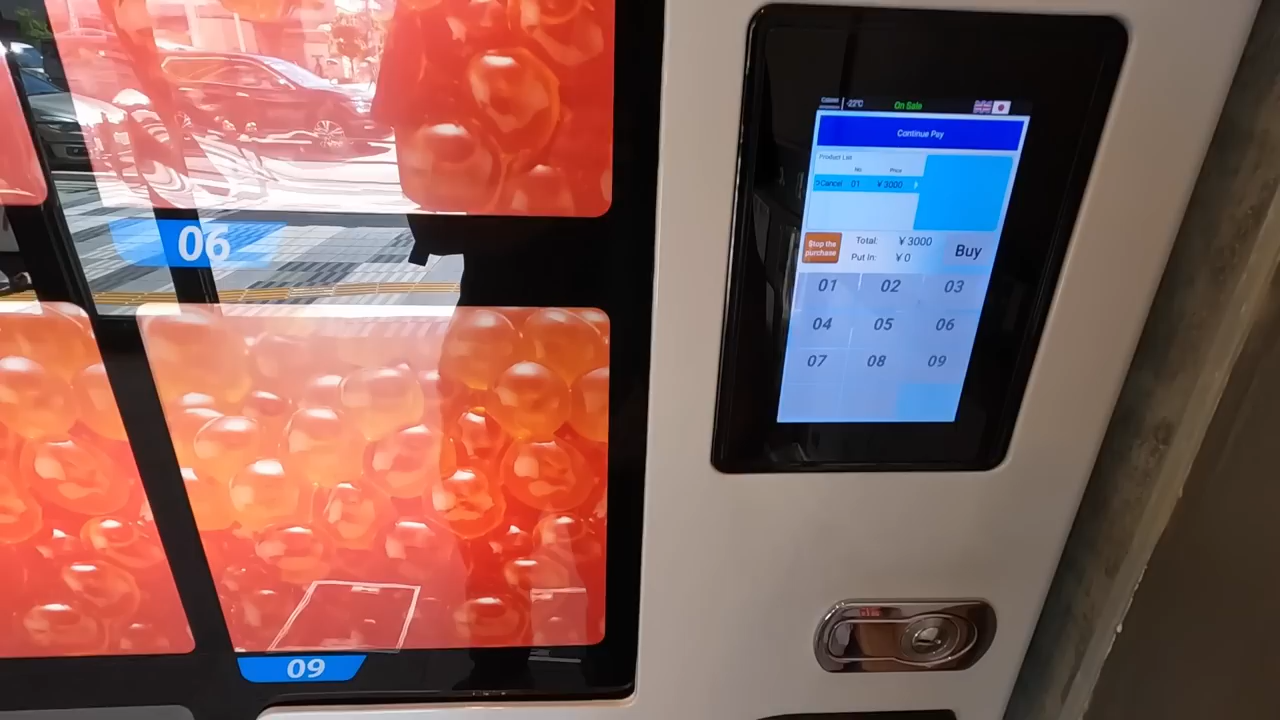 06
09
-22°C
On Sale
Continue Pay
Product List
No. Price
Cancel 01 ¥3000
Stop the purchase
Total: ¥3000
Put In: ¥0
Buy
01 02 03
04 05 06
07 08 09